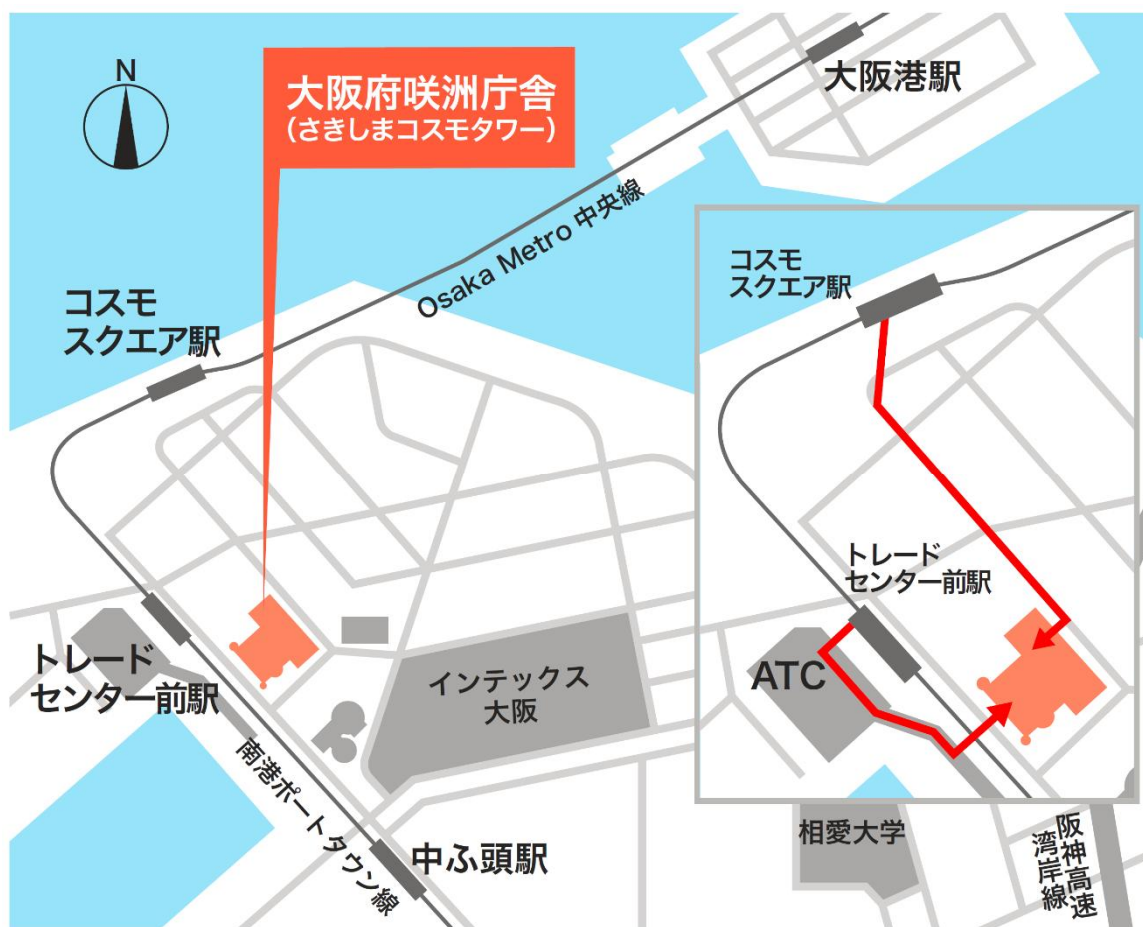 N
大阪府咲洲庁舎
(さきしまコスモタワー)
大阪港駅
Osaka Metro 中央線
コスモ
スクエア駅
トレード
センター前駅
インテックス
大阪
南港ポートタウン線
中ふ頭駅
コスモ
スクエア駅
トレード
センター前駅
ATC
相愛大学
阪神高速
湾岸線